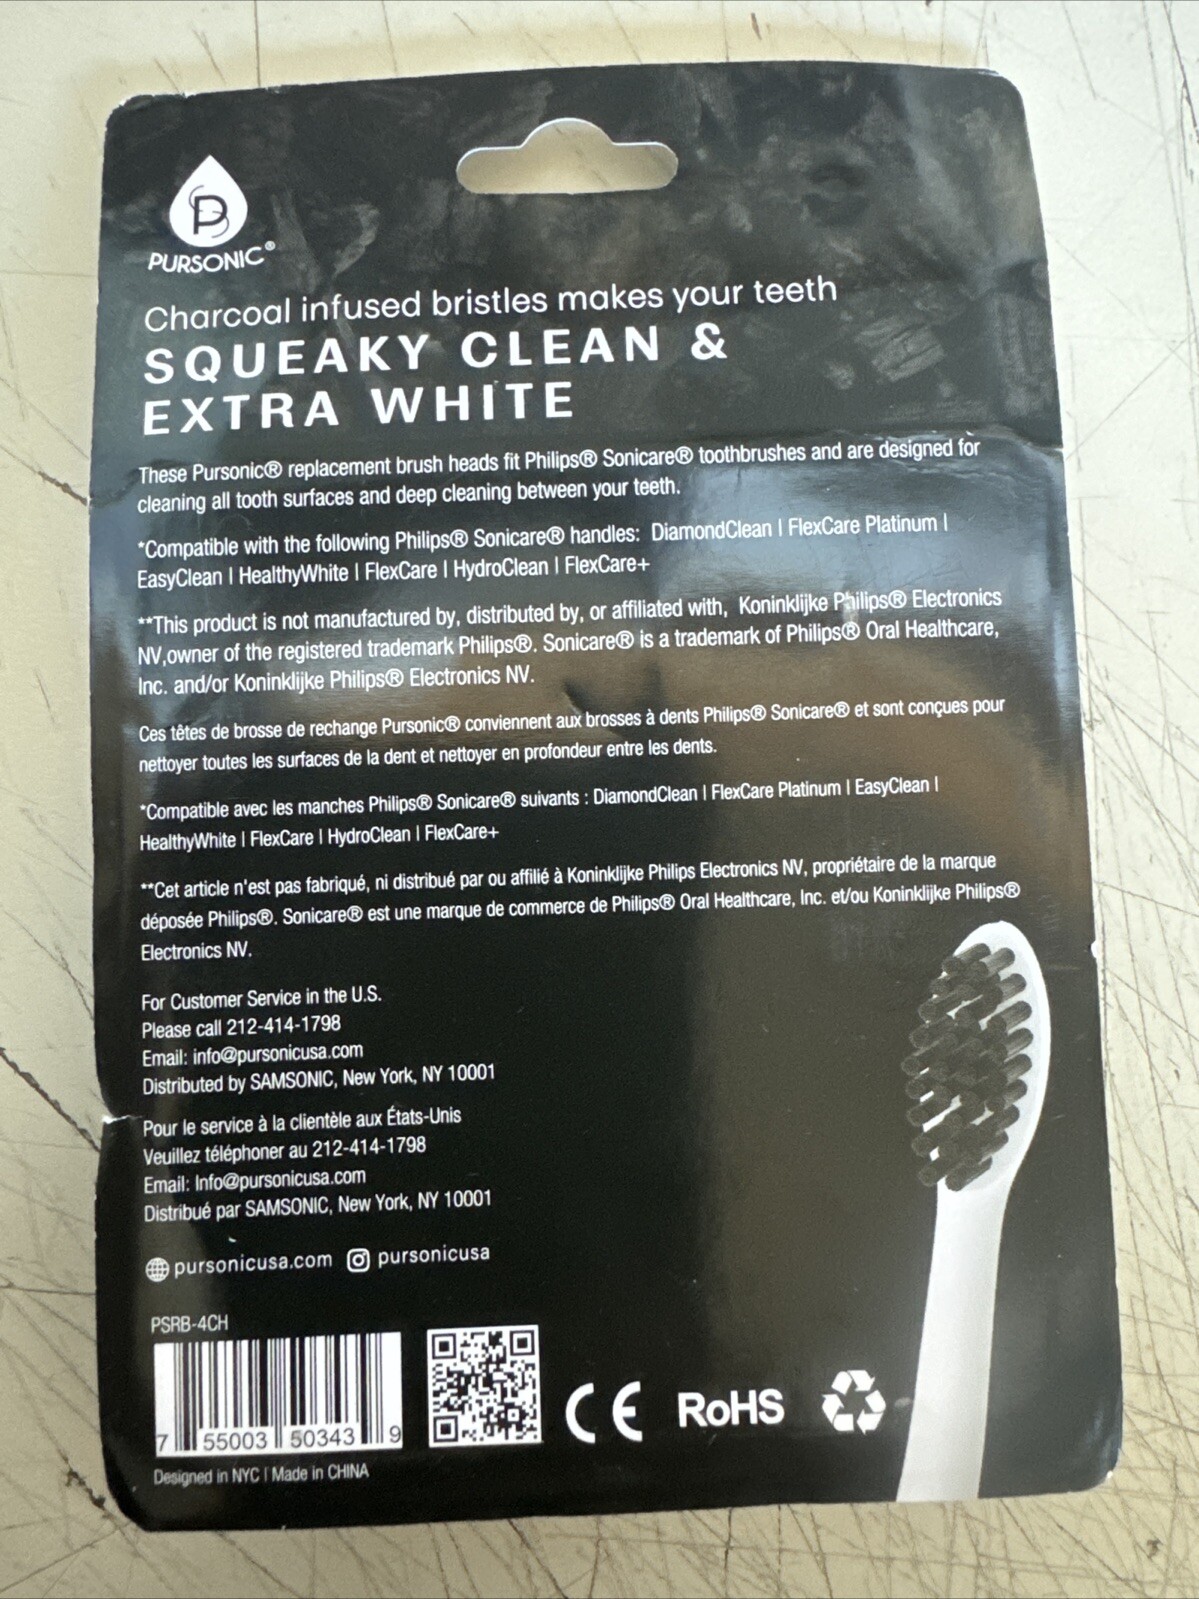 PURSONIC®
Charcoal infused bristles makes your teeth
SQUEAKY CLEAN &
EXTRA WHITE
These Pursonic® replacement brush heads fit Philips® Sonicare® toothbrushes and are designed for
cleaning all tooth surfaces and deep cleaning between your teeth.
*Compatible with the following Philips® Sonicare® handles: DiamondClean | FlexCare Platinum |
EasyClean | HealthyWhite | FlexCare | HydroClean | FlexCare+
**This product is not manufactured by, distributed by, or affiliated with, Koninklijke Philips® Electronics
NV,owner of the registered trademark Philips®. Sonicare® is a trademark of Philips® Oral Healthcare,
Inc. and/or Koninklijke Philips® Electronics NV.
Ces têtes de brosse de rechange Pursonic® conviennent aux brosses à dents Philips® Sonicare® et sont conçues pour
nettoyer toutes les surfaces de la dent et nettoyer en profondeur entre les dents.
*Compatible avec les manches Philips® Sonicare® suivants : DiamondClean | FlexCare Platinum | EasyClean |
HealthyWhite | FlexCare | HydroClean | FlexCare+
**Cet article n'est pas fabriqué, ni distribué par ou affilié à Koninklijke Philips Electronics NV, propriétaire de la marque
déposée Philips®. Sonicare® est une marque de commerce de Philips® Oral Healthcare, Inc. et/ou Koninklijke Philips®
Electronics NV.
For Customer Service in the U.S.
Please call 212-414-1798
Email: info@pursonicusa.com
Distributed by SAMSONIC, New York, NY 10001
Pour le service à la clientèle aux États-Unis
Veuillez téléphoner au 212-414-1798
Email: Info@pursonicusa.com
Distribué par SAMSONIC, New York, NY 10001
pursonicusa.com pursonicusa
PSRB-4CH
7 55003 50343 9
CE RoHS
Designed in NYC | Made in CHINA